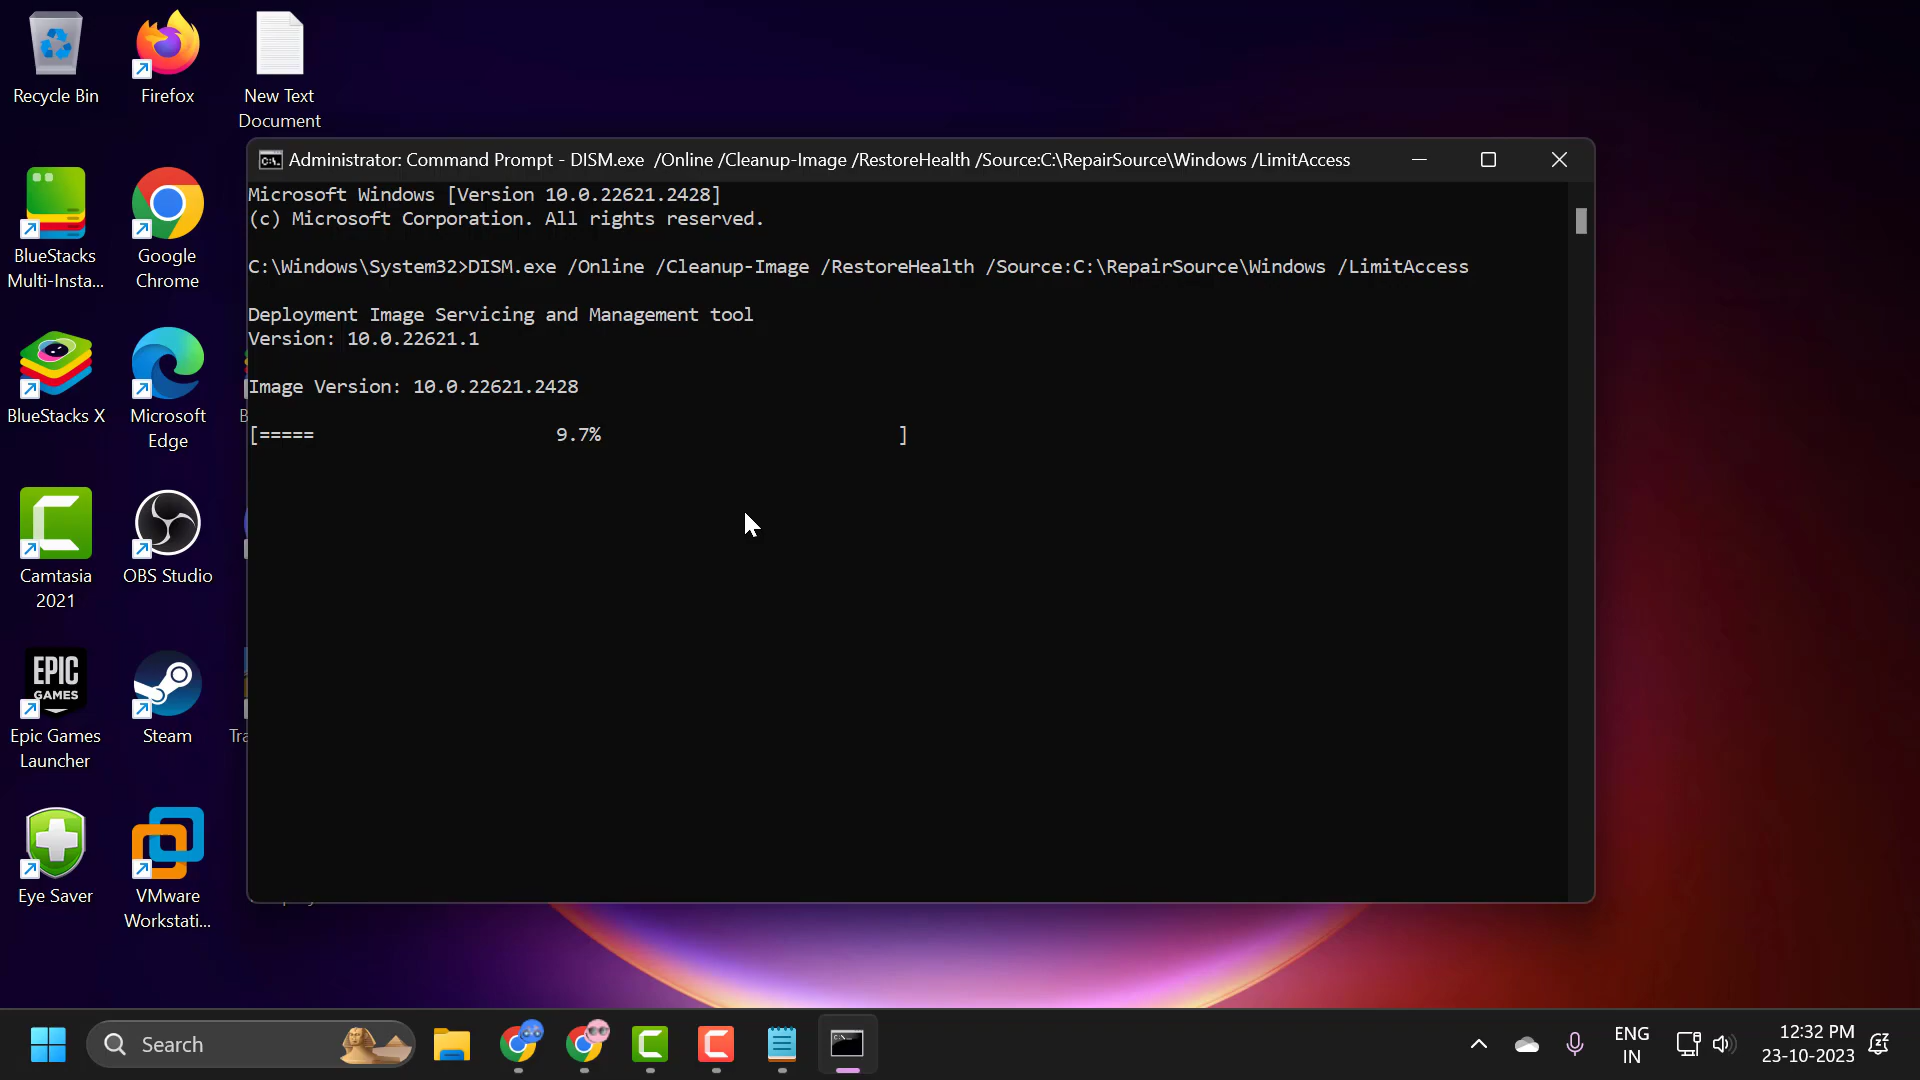 Recycle Bin
Firefox
New Text
Document
BlueStacks
Multi-Insta...
Google
Chrome
BlueStacks X
Microsoft
Edge
Camtasia
2021
OBS Studio
EPIC
GAMES
Epic Games
Launcher
Steam
Tra
Eye Saver
VMware
Workstati...
Administrator: Command Prompt - DISM.exe  /Online /Cleanup-Image /RestoreHealth /Source:C:\RepairSource\Windows /LimitAccess
Microsoft Windows [Version 10.0.22621.2428]
(c) Microsoft Corporation. All rights reserved.
C:\Windows\System32>DISM.exe /Online /Cleanup-Image /RestoreHealth /Source:C:\RepairSource\Windows /LimitAccess
Deployment Image Servicing and Management tool
Version: 10.0.22621.1
Image Version: 10.0.22621.2428
[=====                      9.7%                           ]
Search
ENG
IN
12:32 PM
23-10-2023